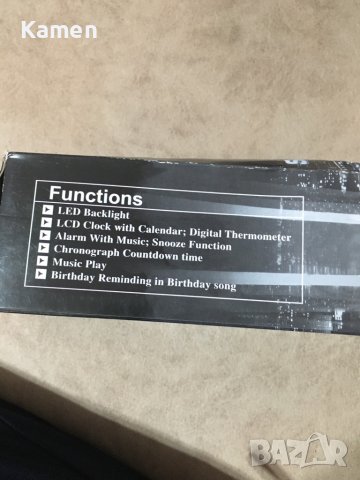 Kamen
Functions
LED Backlight
LCD Clock with Calendar; Digital Thermometer
Alarm With Music; Snooze Function
Chronograph Countdown time
Music Play
Birthday Reminding in Birthday song
BAZAR